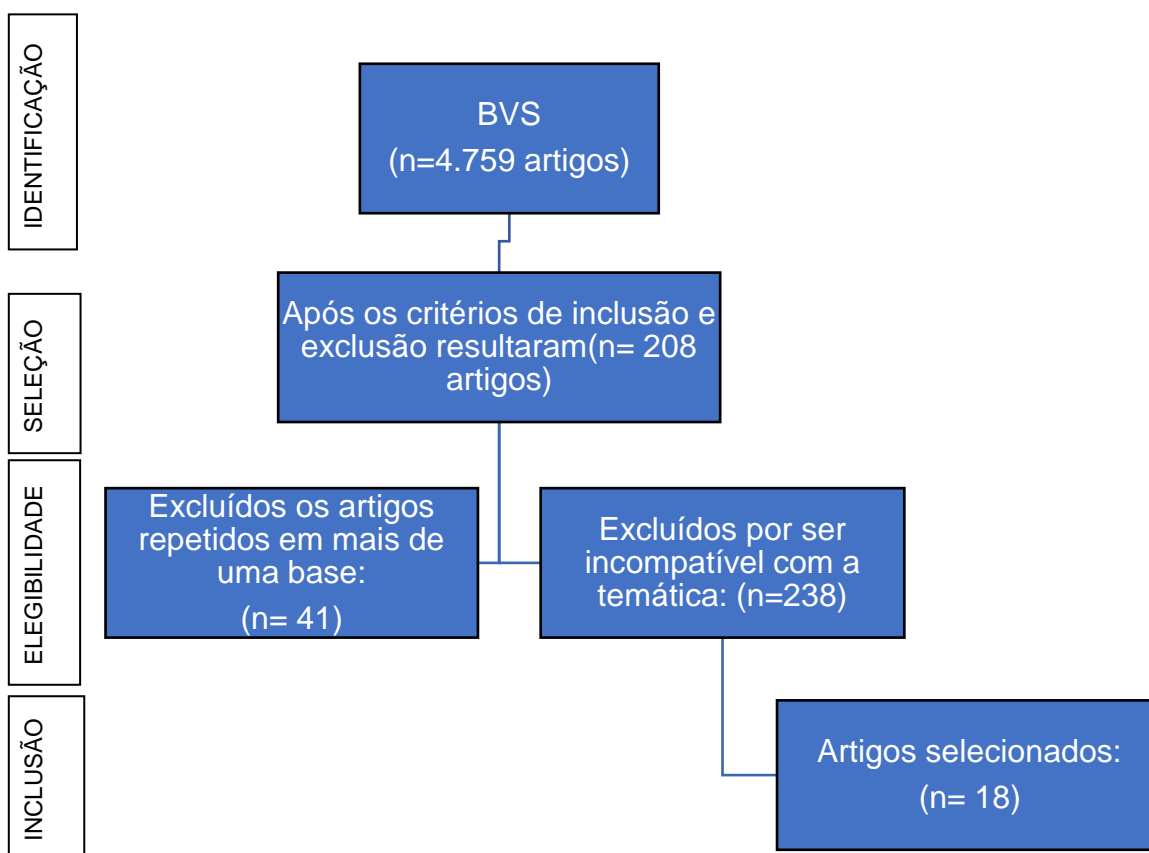 IDENTIFICAÇÃO
BVS
(n=4.759 artigos)
SELEÇÃO
Após os critérios de inclusão e
exclusão resultaram(n= 208
artigos)
ELEGIBILIDADE
Excluídos os artigos
repetidos em mais de
uma base:
(n= 41)
Excluídos por ser
incompatível com a
temática: (n=238)
INCLUSÃO
Artigos selecionados:
(n= 18)